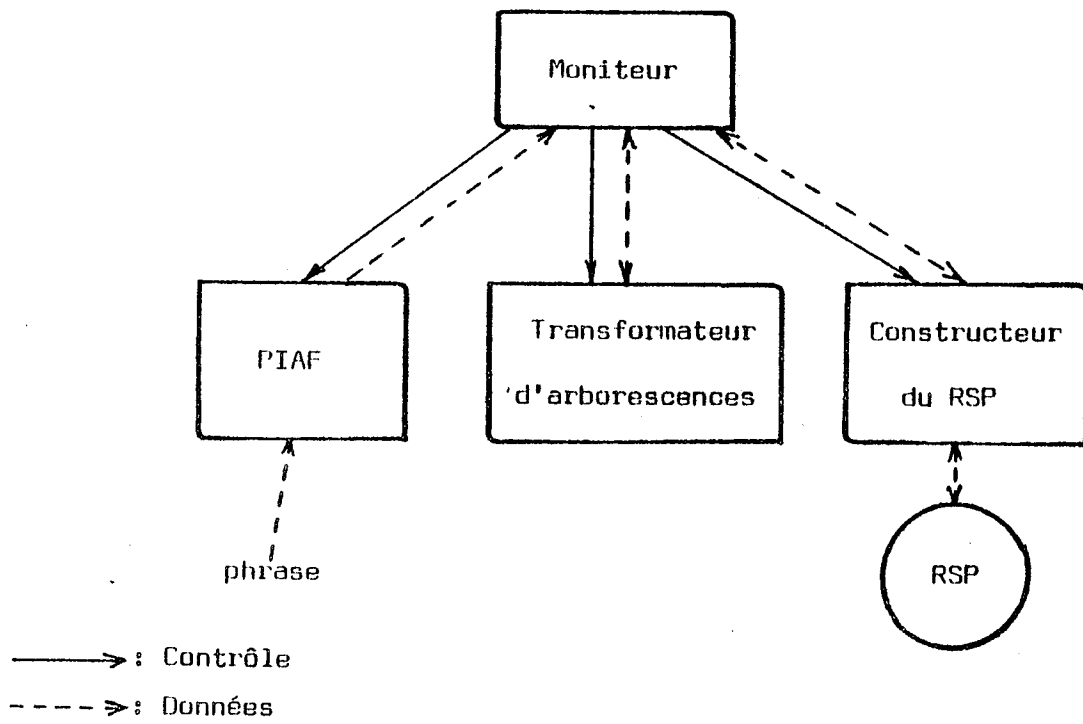 Moniteur
PIAF
Transformateur
d'arborescences
Constructeur
du RSP
phrase
RSP
: Contrôle
: Données